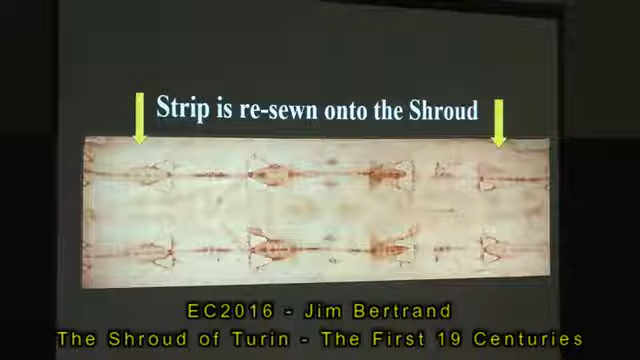 Strip is re-sewn onto the Shroud
EC2016 - Jim Bertrand
The Shroud of Turin - The First 19 Centuries